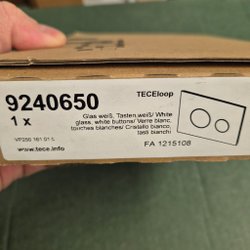 TECEloop
9240650
1 x
Glas weiß, Tasten weiß/ White
glass, white buttons/ Verre blanc,
touches blanches/ Cristallo bianco,
tasti bianchi
www.tece.info
FA 1215108